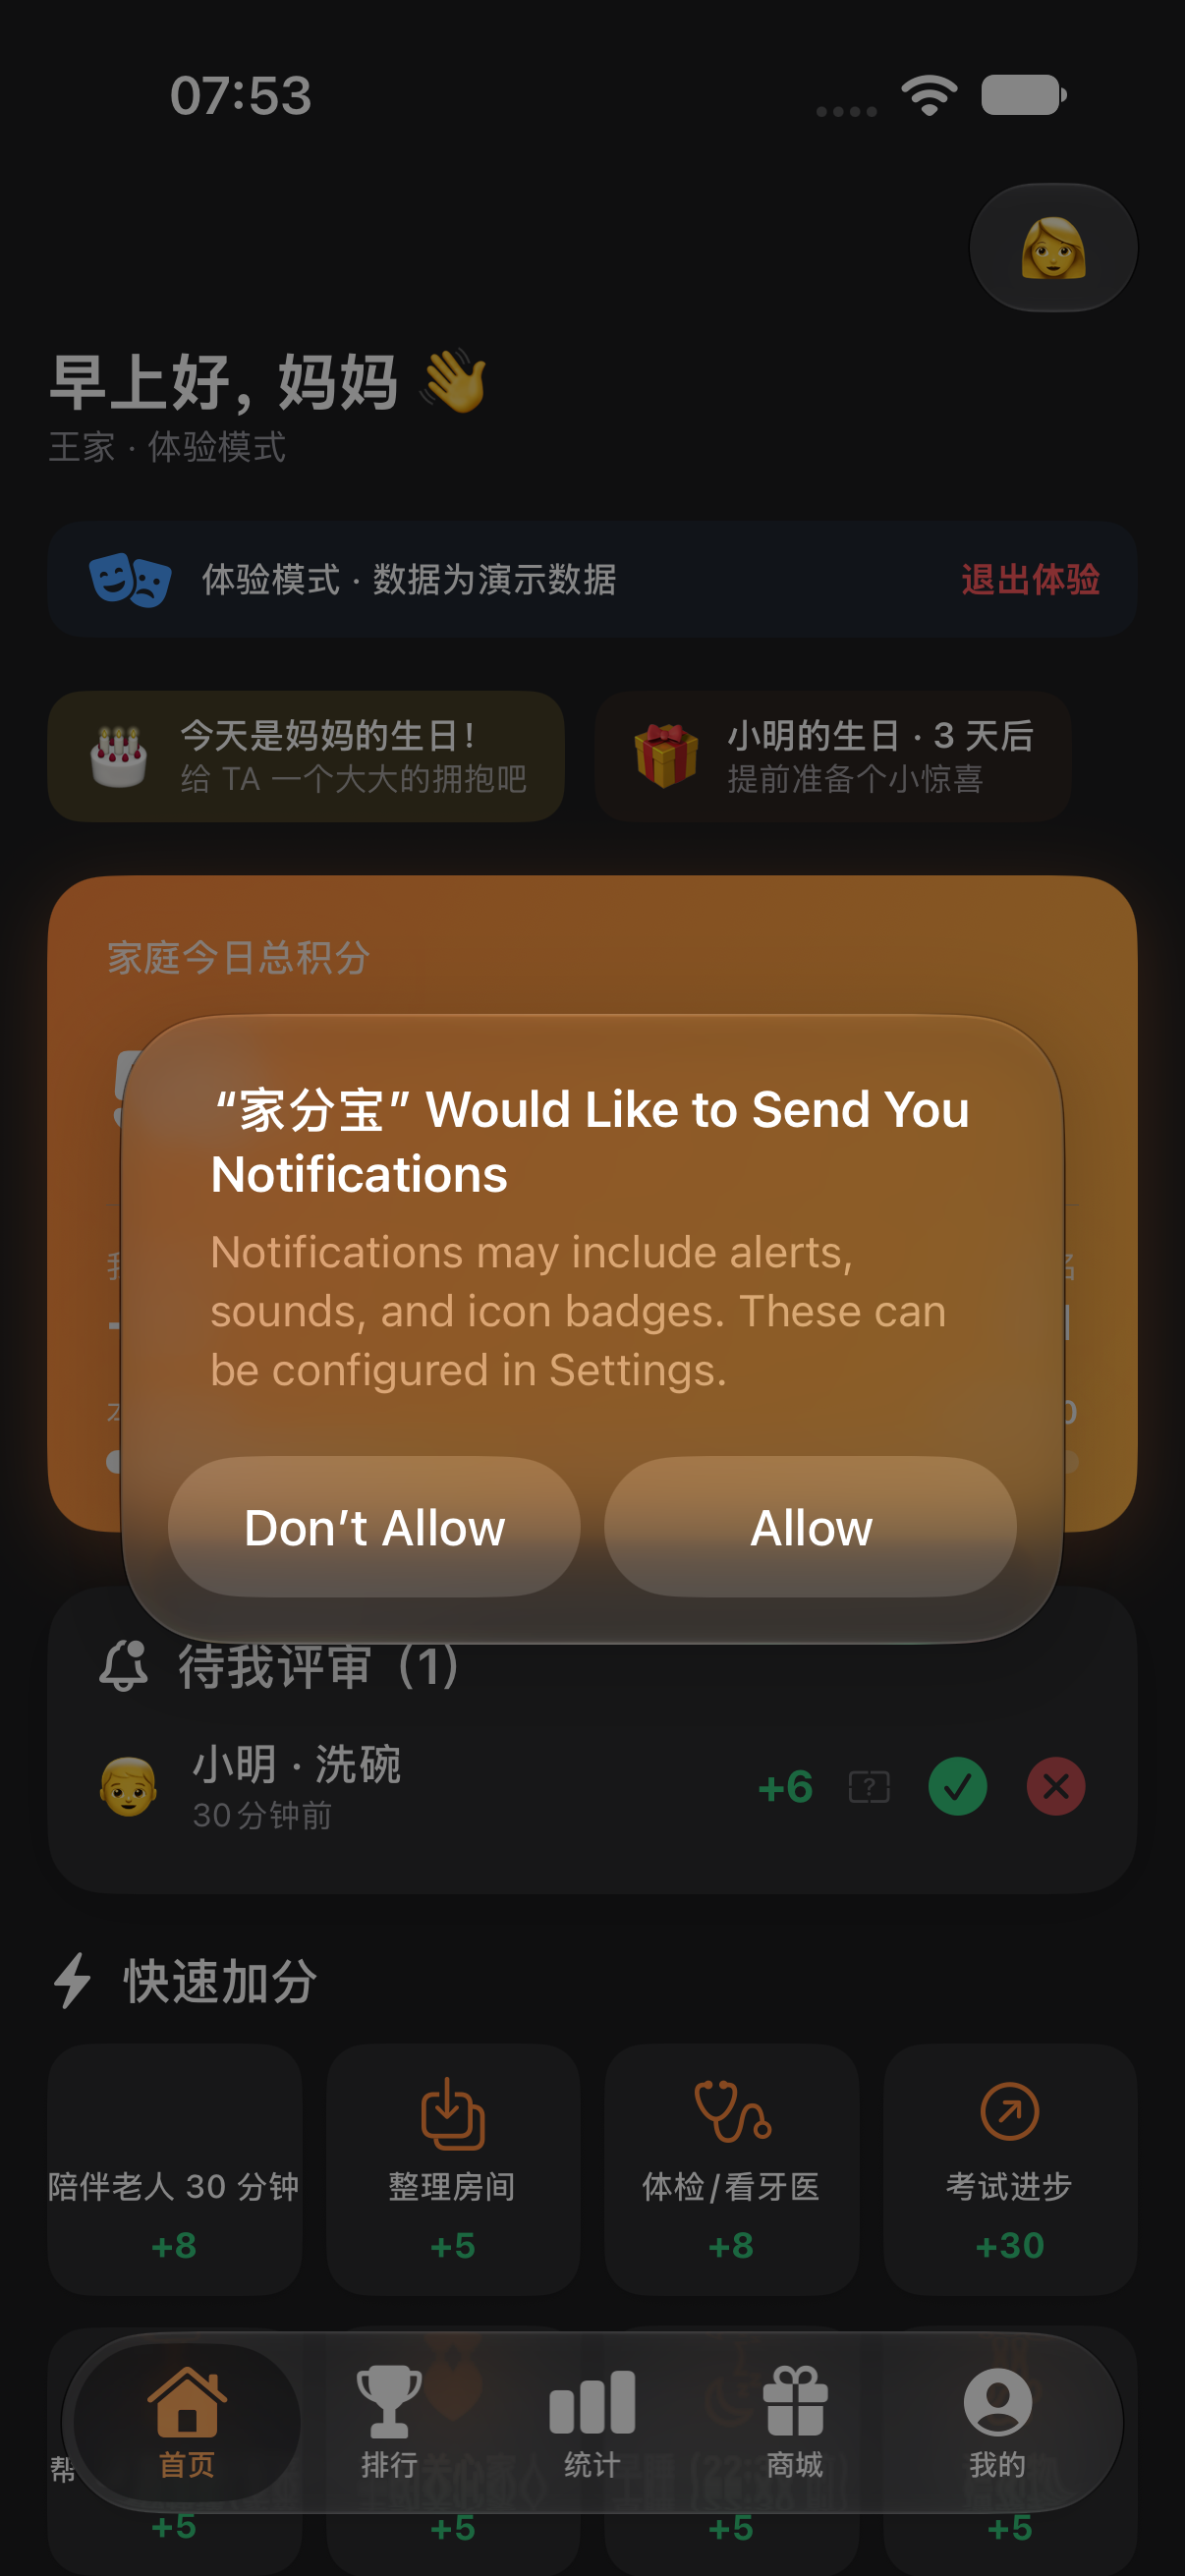 07:53
早上好，妈妈 👋
王家 · 体验模式
体验模式 · 数据为演示数据
退出体验
今天是妈妈的生日！
给 TA 一个大大的拥抱吧
小明的生日 · 3 天后
提前准备个小惊喜
家庭今日总积分
“家分宝” Would Like to Send You
Notifications
Notifications may include alerts,
sounds, and icon badges. These can
be configured in Settings.
Don’t Allow
Allow
待我评审（1）
小明 · 洗碗
30 分钟前
+6
快速加分
陪伴老人 30 分钟
+8
整理房间
+5
体检/看牙医
+8
考试进步
+30
帮
首页
排行
统计
商城
我的
+5
+5
+5
+5